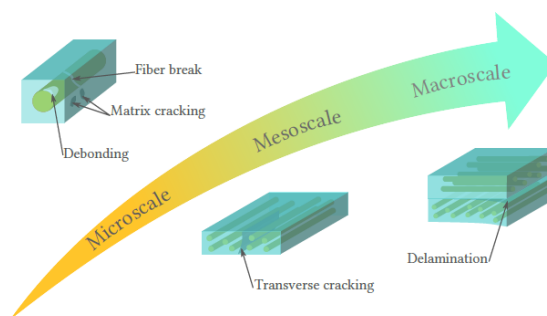 Fiber break
Matrix cracking
Debonding
Microscale
Mesoscale
Macroscale
Transverse cracking
Delamination